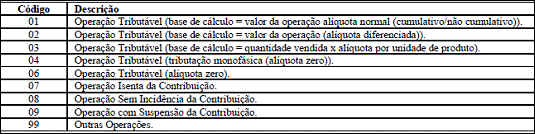 Código Descrição
01 Operação Tributável (base de cálculo = valor da operação alíquota normal (cumulativo/não cumulativo)).
02 Operação Tributável (base de cálculo = valor da operação (alíquota diferenciada)).
03 Operação Tributável (base de cálculo = quantidade vendida x alíquota por unidade de produto).
04 Operação Tributável (tributação monofásica (alíquota zero)).
06 Operação Tributável (alíquota zero).
07 Operação Isenta da Contribuição.
08 Operação Sem Incidência da Contribuição.
09 Operação com Suspensão da Contribuição.
99 Outras Operações.